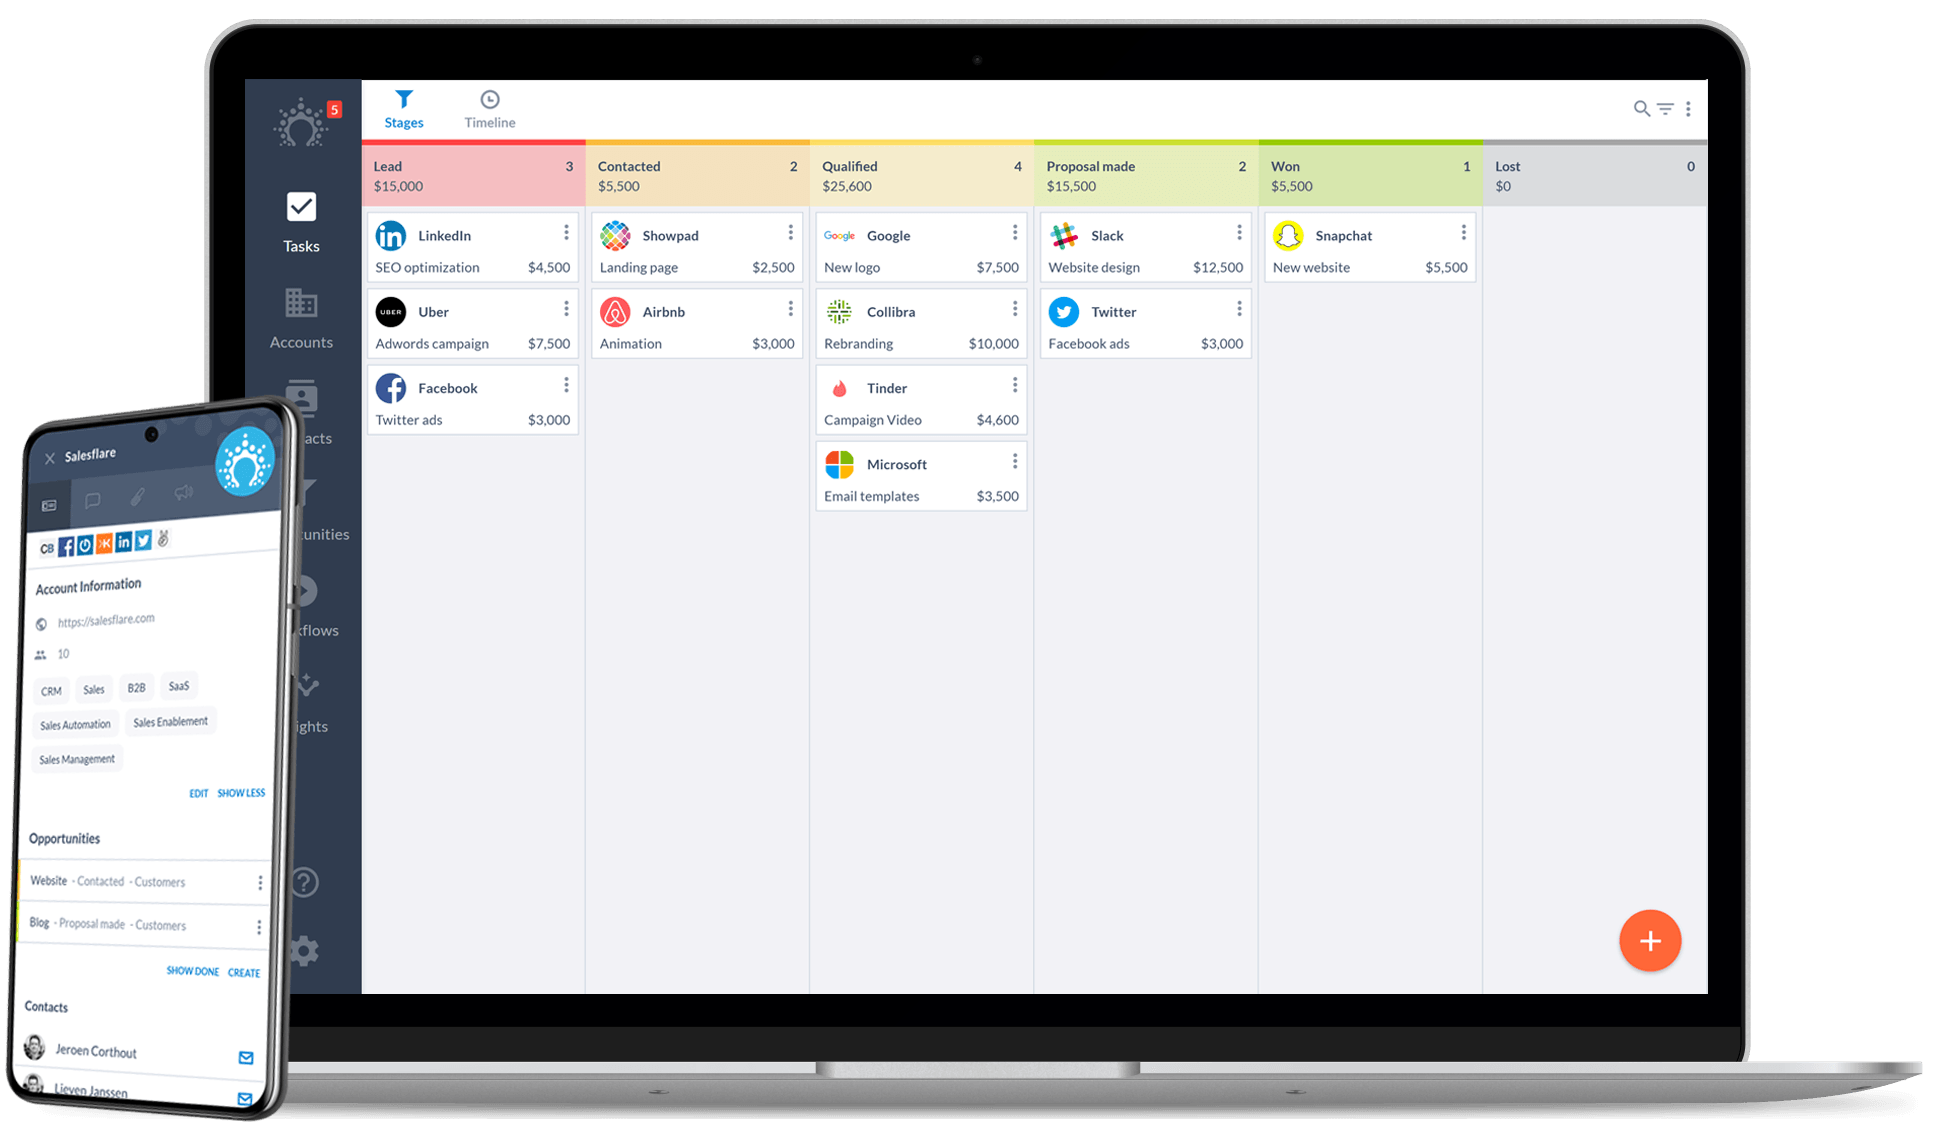 5
Stages
Timeline
Tasks
Accounts
acts
unities
kflows
ights
Lead 3
$15,000
LinkedIn
SEO optimization $4,500
UBER
Uber
Adwords campaign $7,500
Facebook
Twitter ads $3,000
Contacted 2
$5,500
Showpad
Landing page $2,500
Airbnb
Animation $3,000
Qualified 4
$25,600
Google Google
New logo $7,500
Collibra
Rebranding $10,000
Tinder
Campaign Video $4,600
Microsoft
Email templates $3,500
Proposal made 2
$15,500
Slack
Website design $12,500
Twitter
Facebook ads $3,000
Won 1
$5,500
Snapchat
New website $5,500
Lost 0
$0
Salesflare
CB f K in
Account Information
https://salesflare.com
10
CRM Sales B2B SaaS
Sales Automation Sales Enablement
Sales Management
EDIT SHOW LESS
Opportunities
Website - Contacted - Customers
Blog - Proposal made - Customers
SHOW DONE CREATE
Contacts
Jeroen Corthout
Lieven Janssen